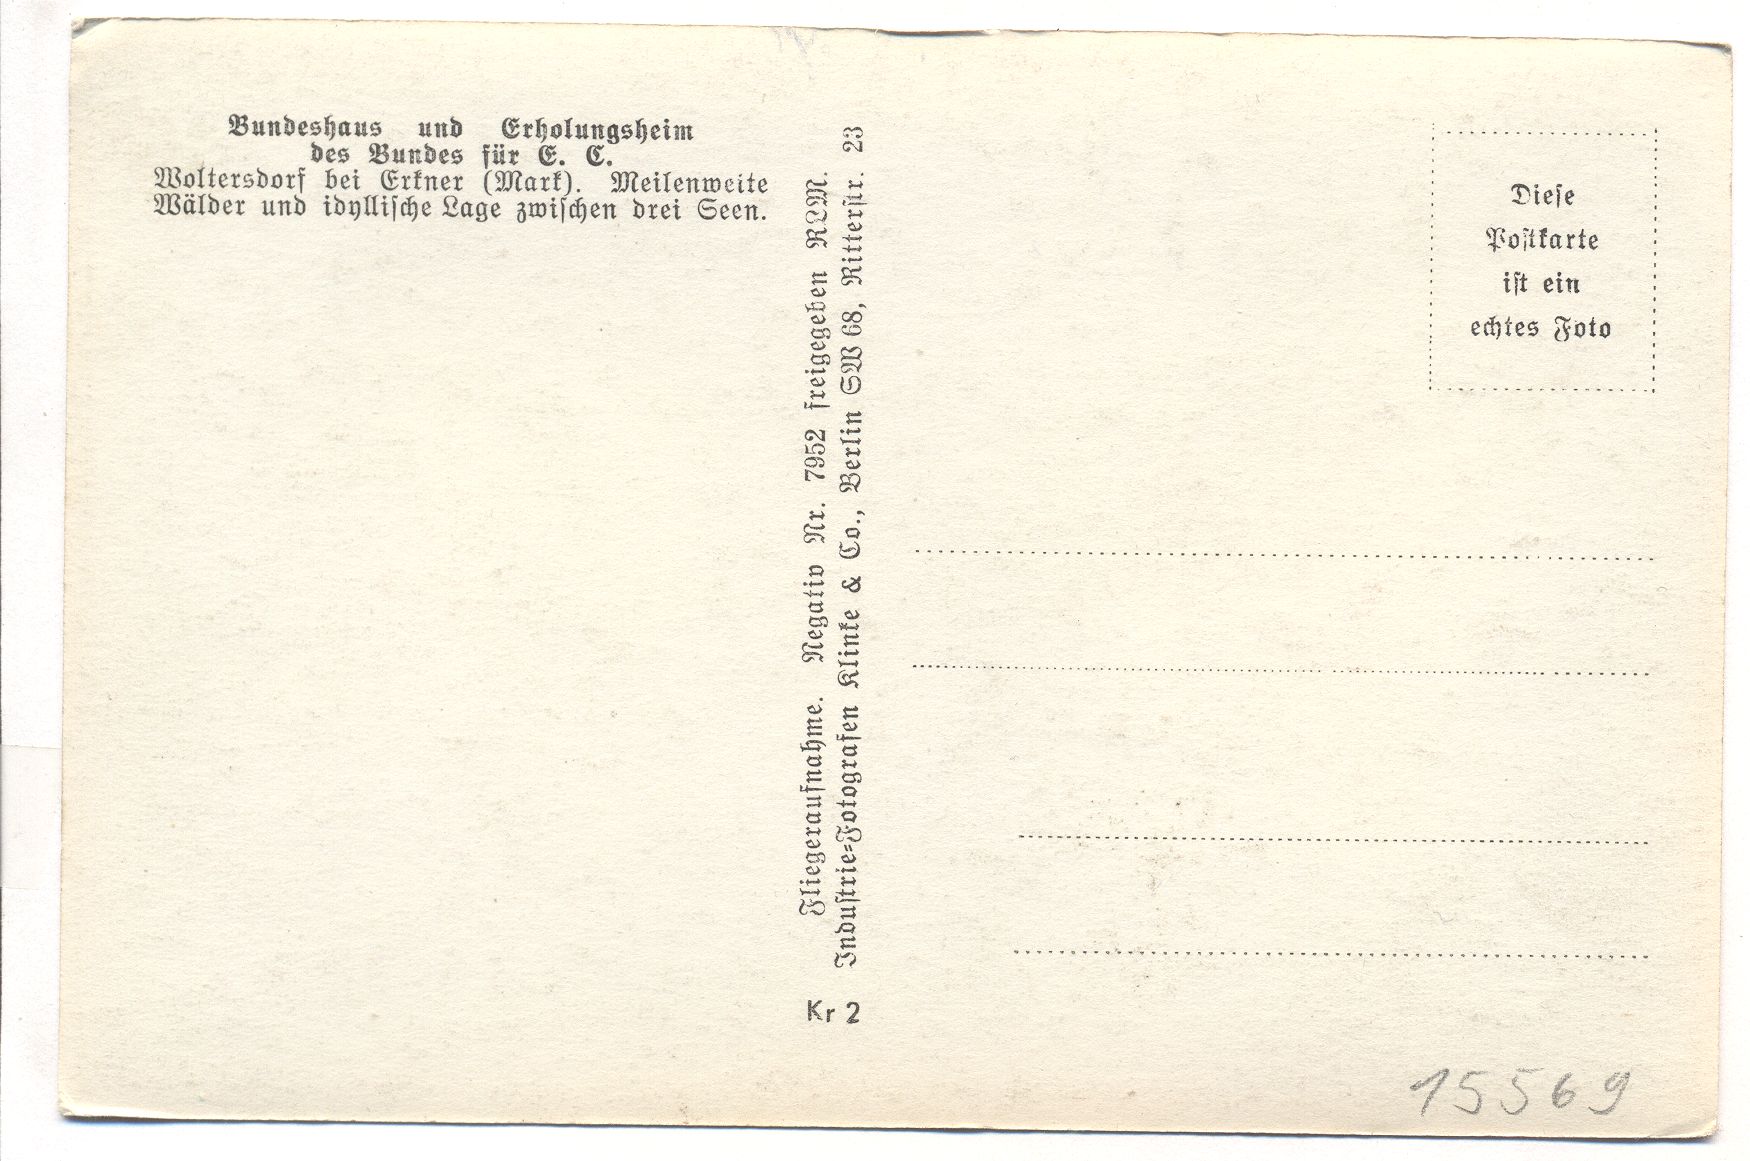 Bundeshaus und Erholungsheim
des Bundes für E. C.
Woltersdorf bei Erkner (Mark). Meilenweite
Wälder und idyllische Lage zwischen drei Seen.
Fliegeraufnahme. Negativ Nr. 7952 freigegeben RLM.
Industrie-Fotografen Klinke & Co., Berlin SW 68, Ritterstr. 23
Kr 2
Diese
Postkarte
ist ein
echtes Foto
15569